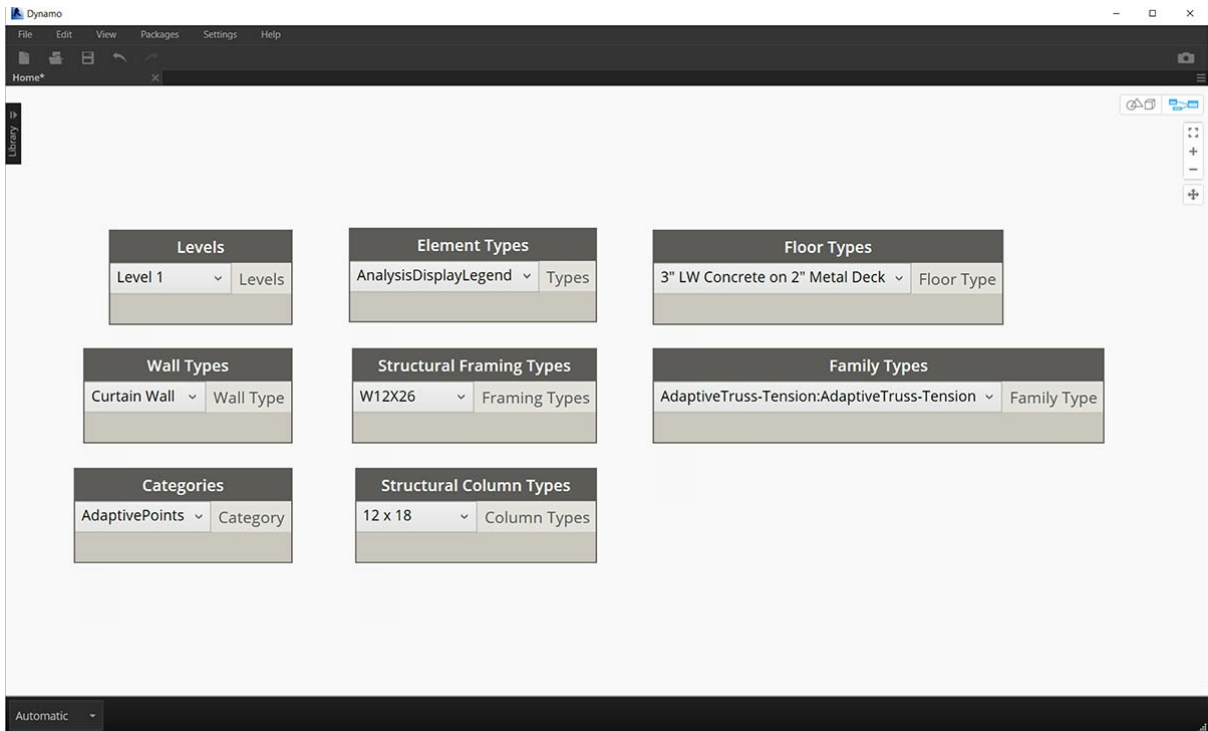 Dynamo
File Edit View Packages Settings Help
Home*
Library
Levels
Level 1 Levels
Element Types
AnalysisDisplayLegend Types
Floor Types
3" LW Concrete on 2" Metal Deck Floor Type
Wall Types
Curtain Wall Wall Type
Structural Framing Types
W12X26 Framing Types
Family Types
AdaptiveTruss-Tension:AdaptiveTruss-Tension Family Type
Categories
AdaptivePoints Category
Structural Column Types
12 x 18 Column Types
Automatic